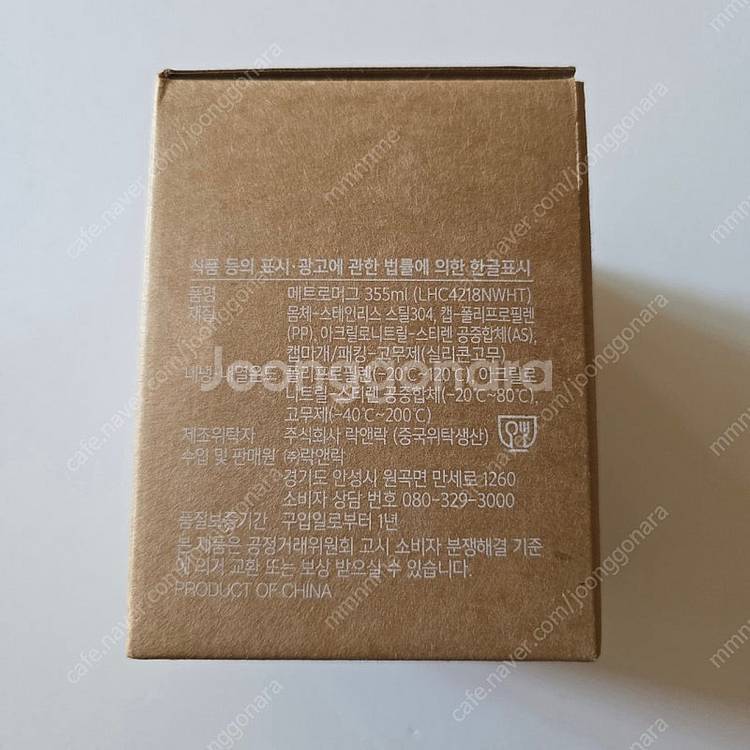 식품 등의 표시·광고에 관한 법률에 의한 한글표시
품명 메트로머그 355ml (LHC4218NWHT)
재질 몸체-스테인리스 스틸304, 캡-폴리프로필렌
(PP), 아크릴로니트릴-스티렌 공중합체(AS),
캡마개/패킹-고무제(실리콘고무)
내냉·내열온도 폴리프로필렌(-20℃~120℃), 아크릴로
니트릴-스티렌 공중합체(-20℃~80℃),
고무제(-40℃~200℃)
제조위탁자 주식회사 락앤락 (중국위탁생산)
수입 및 판매원 ㈜락앤락
경기도 안성시 원곡면 만세로 1260
소비자 상담 번호 080-329-3000
품질보증기간 구입일로부터 1년
본 제품은 공정거래위원회 고시 소비자 분쟁해결 기준
에 의거 교환 또는 보상 받으실 수 있습니다.
PRODUCT OF CHINA
Joonggonara
cafe.naver.com/joonggonara
mmmnme